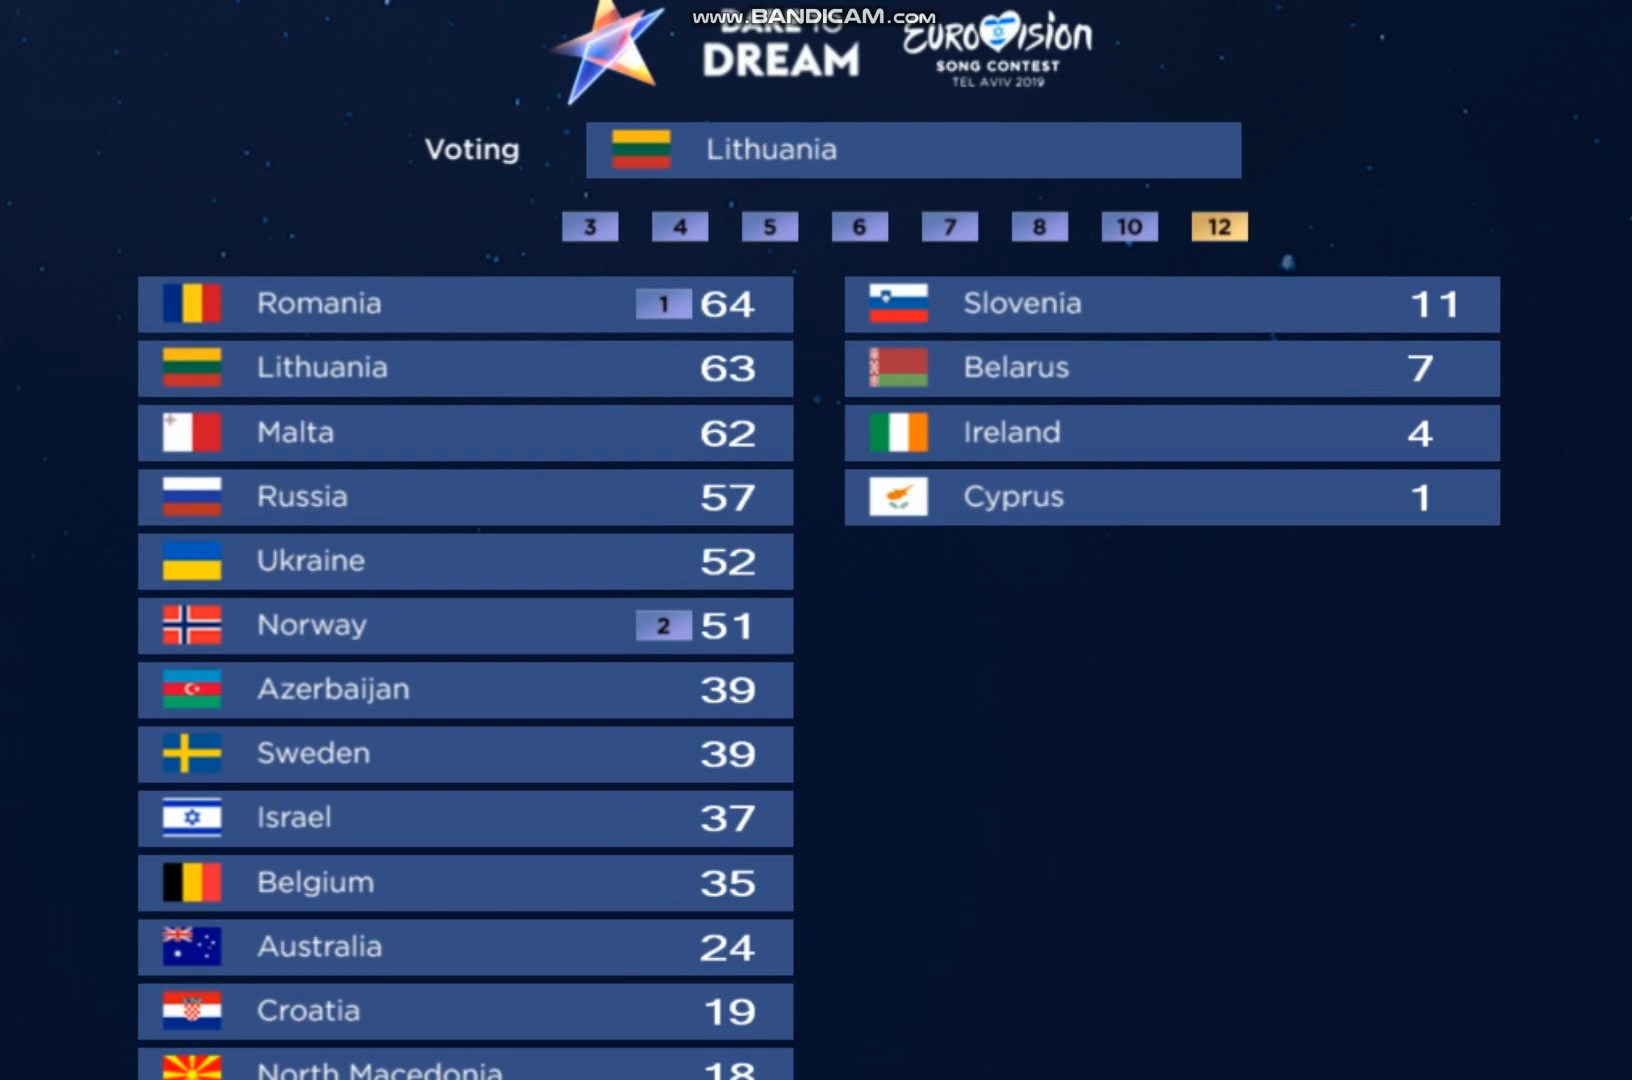 www.BANDICAM.com
DARE TO
DREAM
EUROVISION
SONG CONTEST
TEL AVIV 2019
Voting Lithuania
3 4 5 6 7 8 10 12
Romania 1 64
Lithuania 63
Malta 62
Russia 57
Ukraine 52
Norway 2 51
Azerbaijan 39
Sweden 39
Israel 37
Belgium 35
Australia 24
Croatia 19
North Macedonia 18
Slovenia 11
Belarus 7
Ireland 4
Cyprus 1